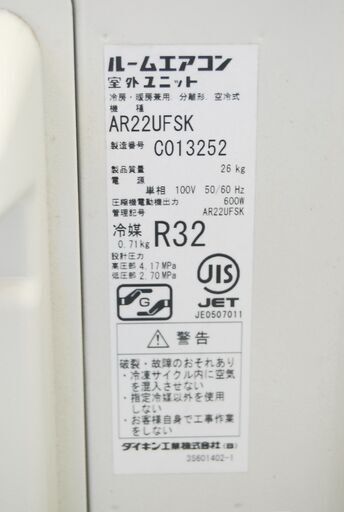 ルームエアコン
室外ユニット
冷房・暖房兼用, 分離形, 空冷式
機種
AR22UFSK
製造番号 C013252
製品質量 26 kg
電源
単相 100V 50/60 Hz
圧縮機電動機出力 600W
管理記号 AR22UFSK
冷媒 R32
0.71kg
設計圧力
高圧部 4.17 MPa
低圧部 2.70 MPa
G
JIS
JET
JE0507011
警告
破裂・故障のおそれあり
・冷凍サイクル内に空気
を混入させない
・指定冷媒以外を使用
しない
・お客様自身で工事作業
をしない
ダイキン工業株式会社(各)
3S601402-1